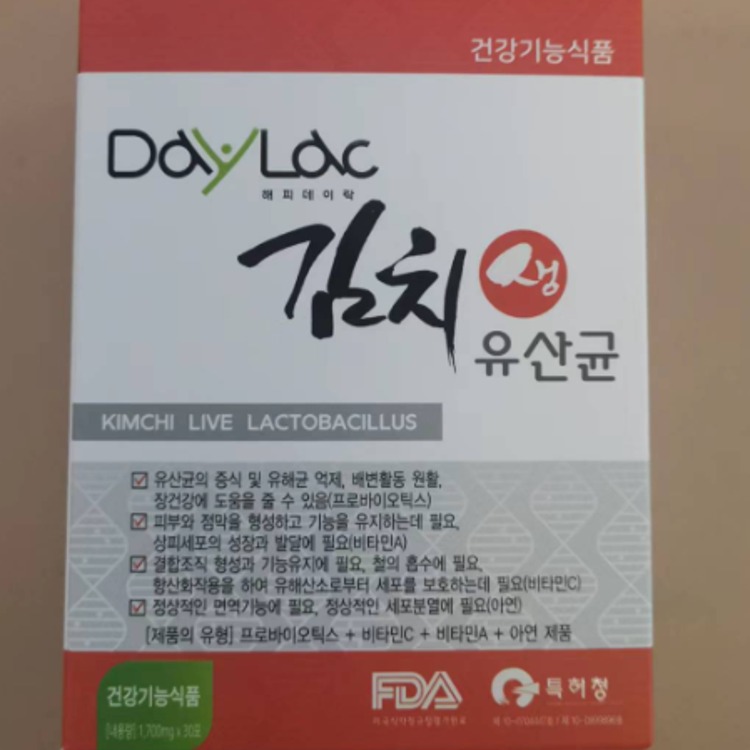 건강기능식품
DayLac
해피데이락
김치 생
유산균
KIMCHI LIVE LACTOBACILLUS
유산균의 증식 및 유해균 억제, 배변활동 원활,
장건강에 도움을 줄 수 있음(프로바이오틱스)
피부와 점막을 형성하고 기능을 유지하는데 필요,
상피세포의 성장과 발달에 필요(비타민A)
결합조직 형성과 기능유지에 필요, 철의 흡수에 필요,
항산화작용을 하여 유해산소로부터 세포를 보호하는데 필요(비타민C)
정상적인 면역기능에 필요, 정상적인 세포분열에 필요(아연)
[제품의 유형] 프로바이오틱스 + 비타민C + 비타민A + 아연 제품
건강기능식품
[내용량] 1,700mg x 30포
FDA
특허청